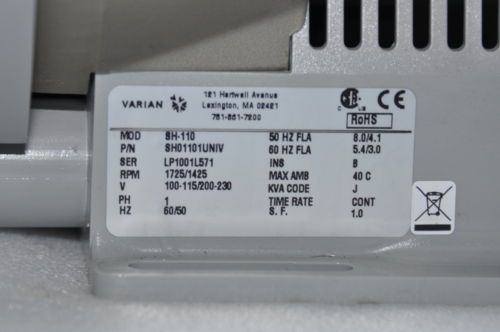 VARIAN
121 Hartwell Avenue
Lexington, MA 02421
781-861-7200
CE
RoHS
MOD SH-110 50 HZ FLA 8.0/4.1
P/N SH01101UNIV 60 HZ FLA 5.4/3.0
SER LP1001L571 INS B
RPM 1725/1425 MAX AMB 40 C
V 100-115/200-230 KVA CODE J
PH 1 TIME RATE CONT
HZ 60/50 S. F. 1.0